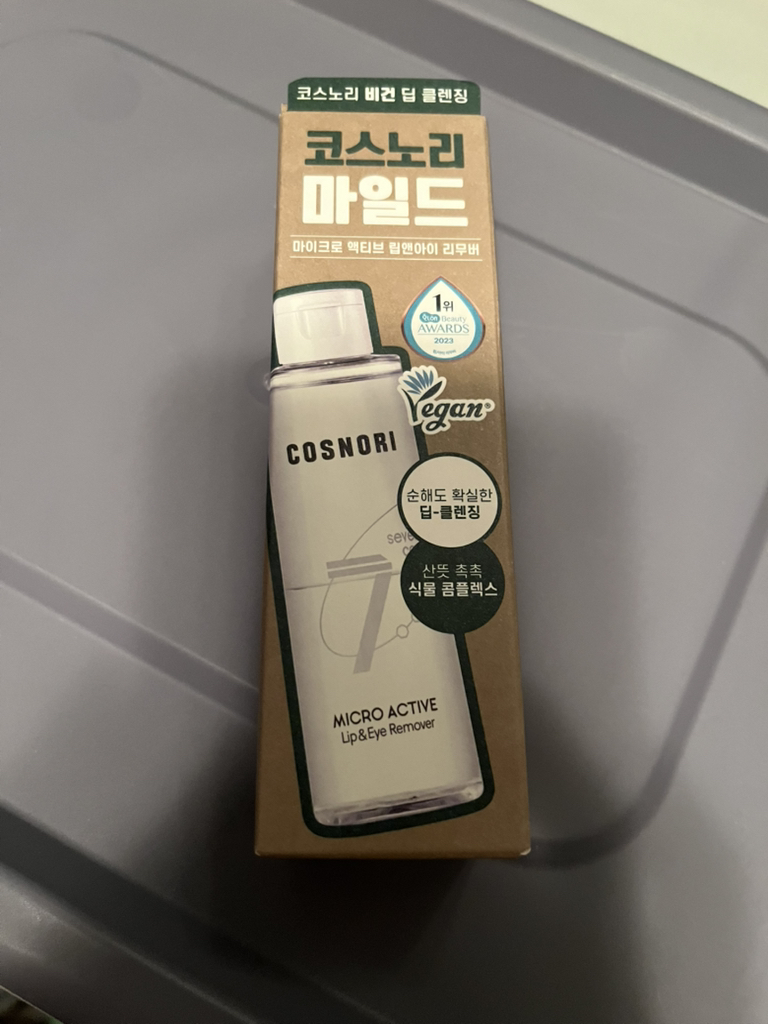 코스노리 비건 딥 클렌징
코스노리
마일드
마이크로 액티브 립앤아이 리무버
1위
Beauty
AWARDS
2023
Vegan
COSNORI
순해도 확실한
딥-클렌징
seve
7
산뜻 촉촉
식물 콤플렉스
MICRO ACTIVE
Lip&Eye Remover